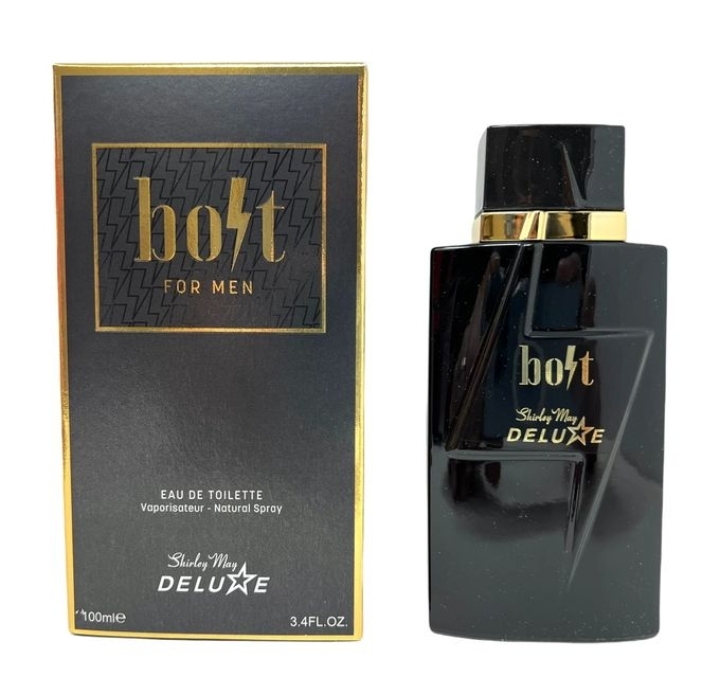 bolt
FOR MEN
EAU DE TOILETTE
Vaporisateur - Natural Spray
Shirley May
DELUXE
100ml℮
3.4FL.OZ.
bolt
Shirley May
DELUXE